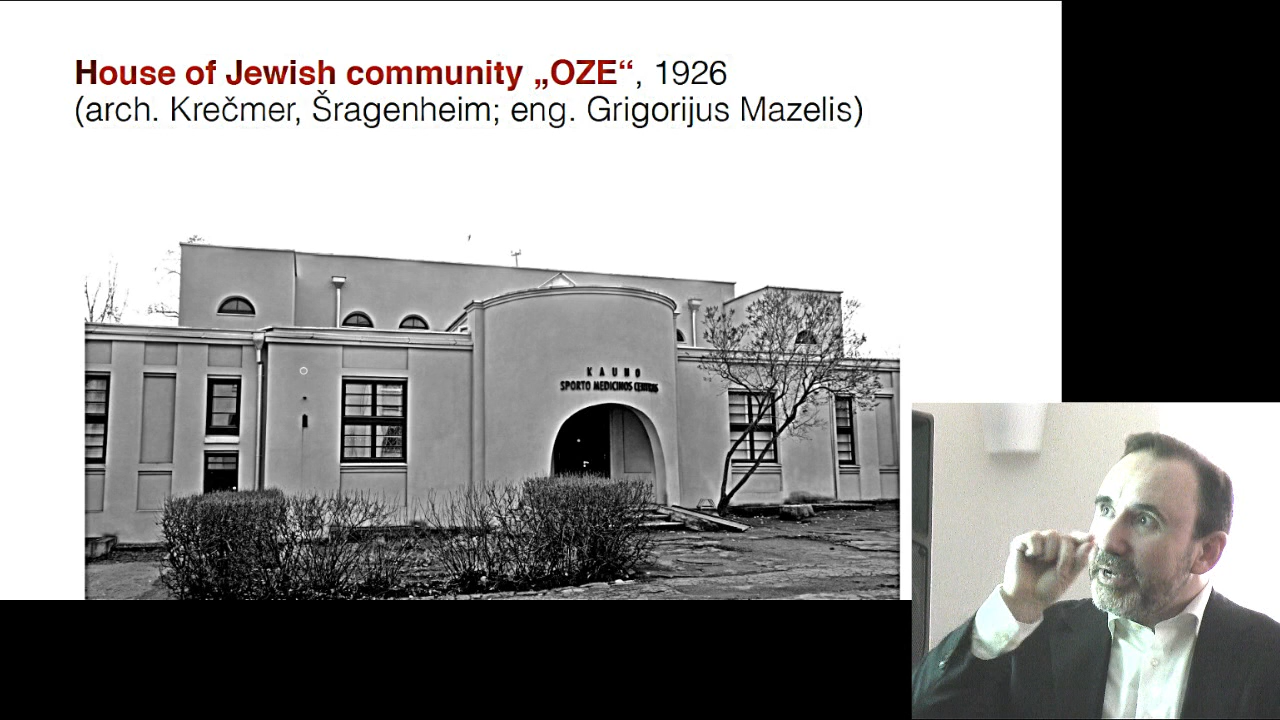 House of Jewish community „OZE“, 1926
(arch. Krečmer, Šragenheim; eng. Grigorijus Mazelis)
KAUNO
SPORTO MEDICINOS CENTRAS